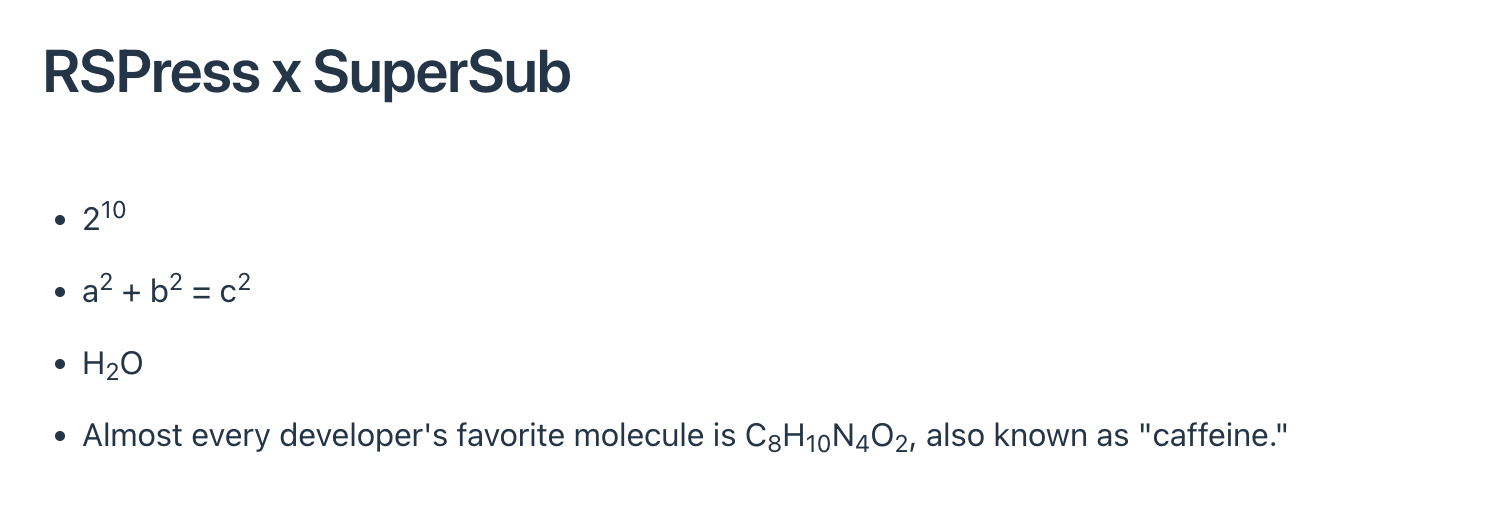 RSPress x SuperSub
• 2¹⁰
• a² + b² = c²
• H₂O
• Almost every developer's favorite molecule is C₈H₁₀N₄O₂, also known as "caffeine."